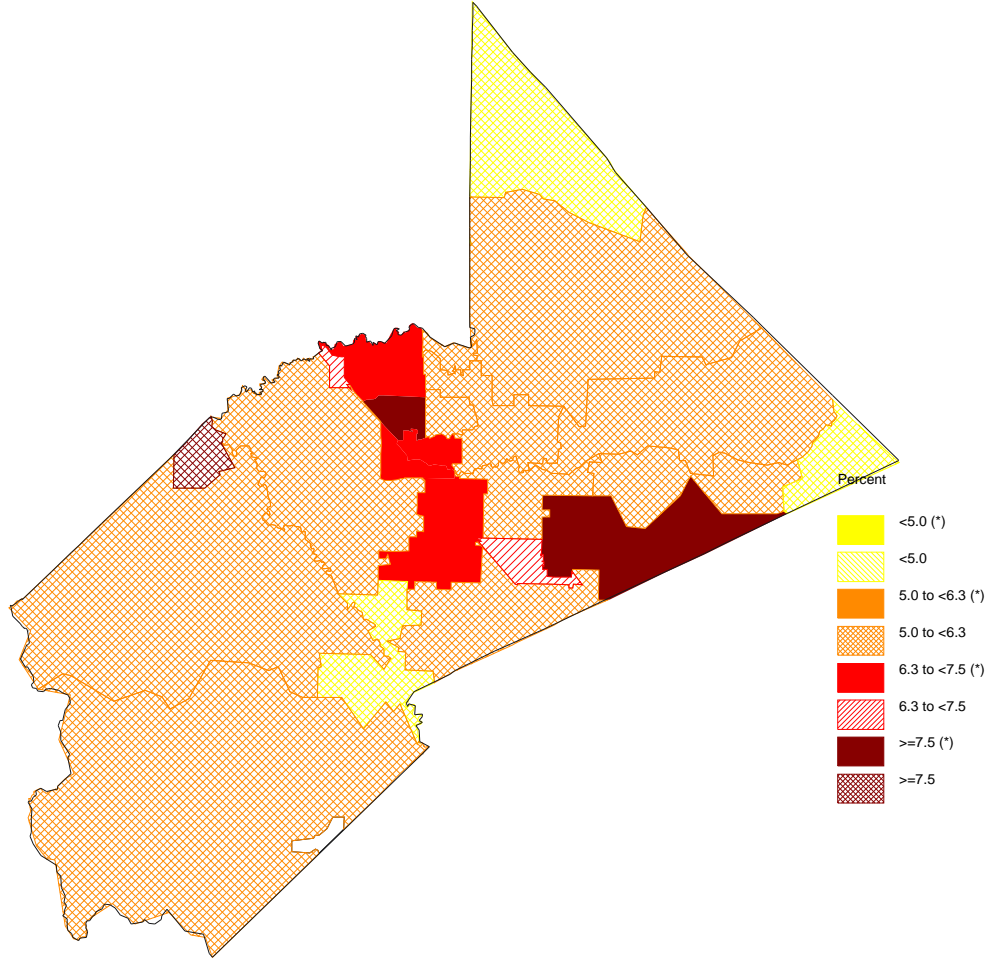 Percent
<5.0 (*)
<5.0
5.0 to <6.3 (*)
5.0 to <6.3
6.3 to <7.5 (*)
6.3 to <7.5
>=7.5 (*)
>=7.5